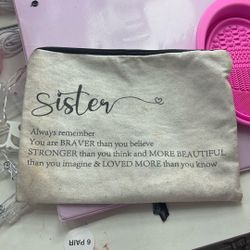 Sister
Always remember
You are BRAVER than you believe
STRONGER than you think and MORE BEAUTIFUL
than you imagine & LOVED MORE than you know
6 PAIR